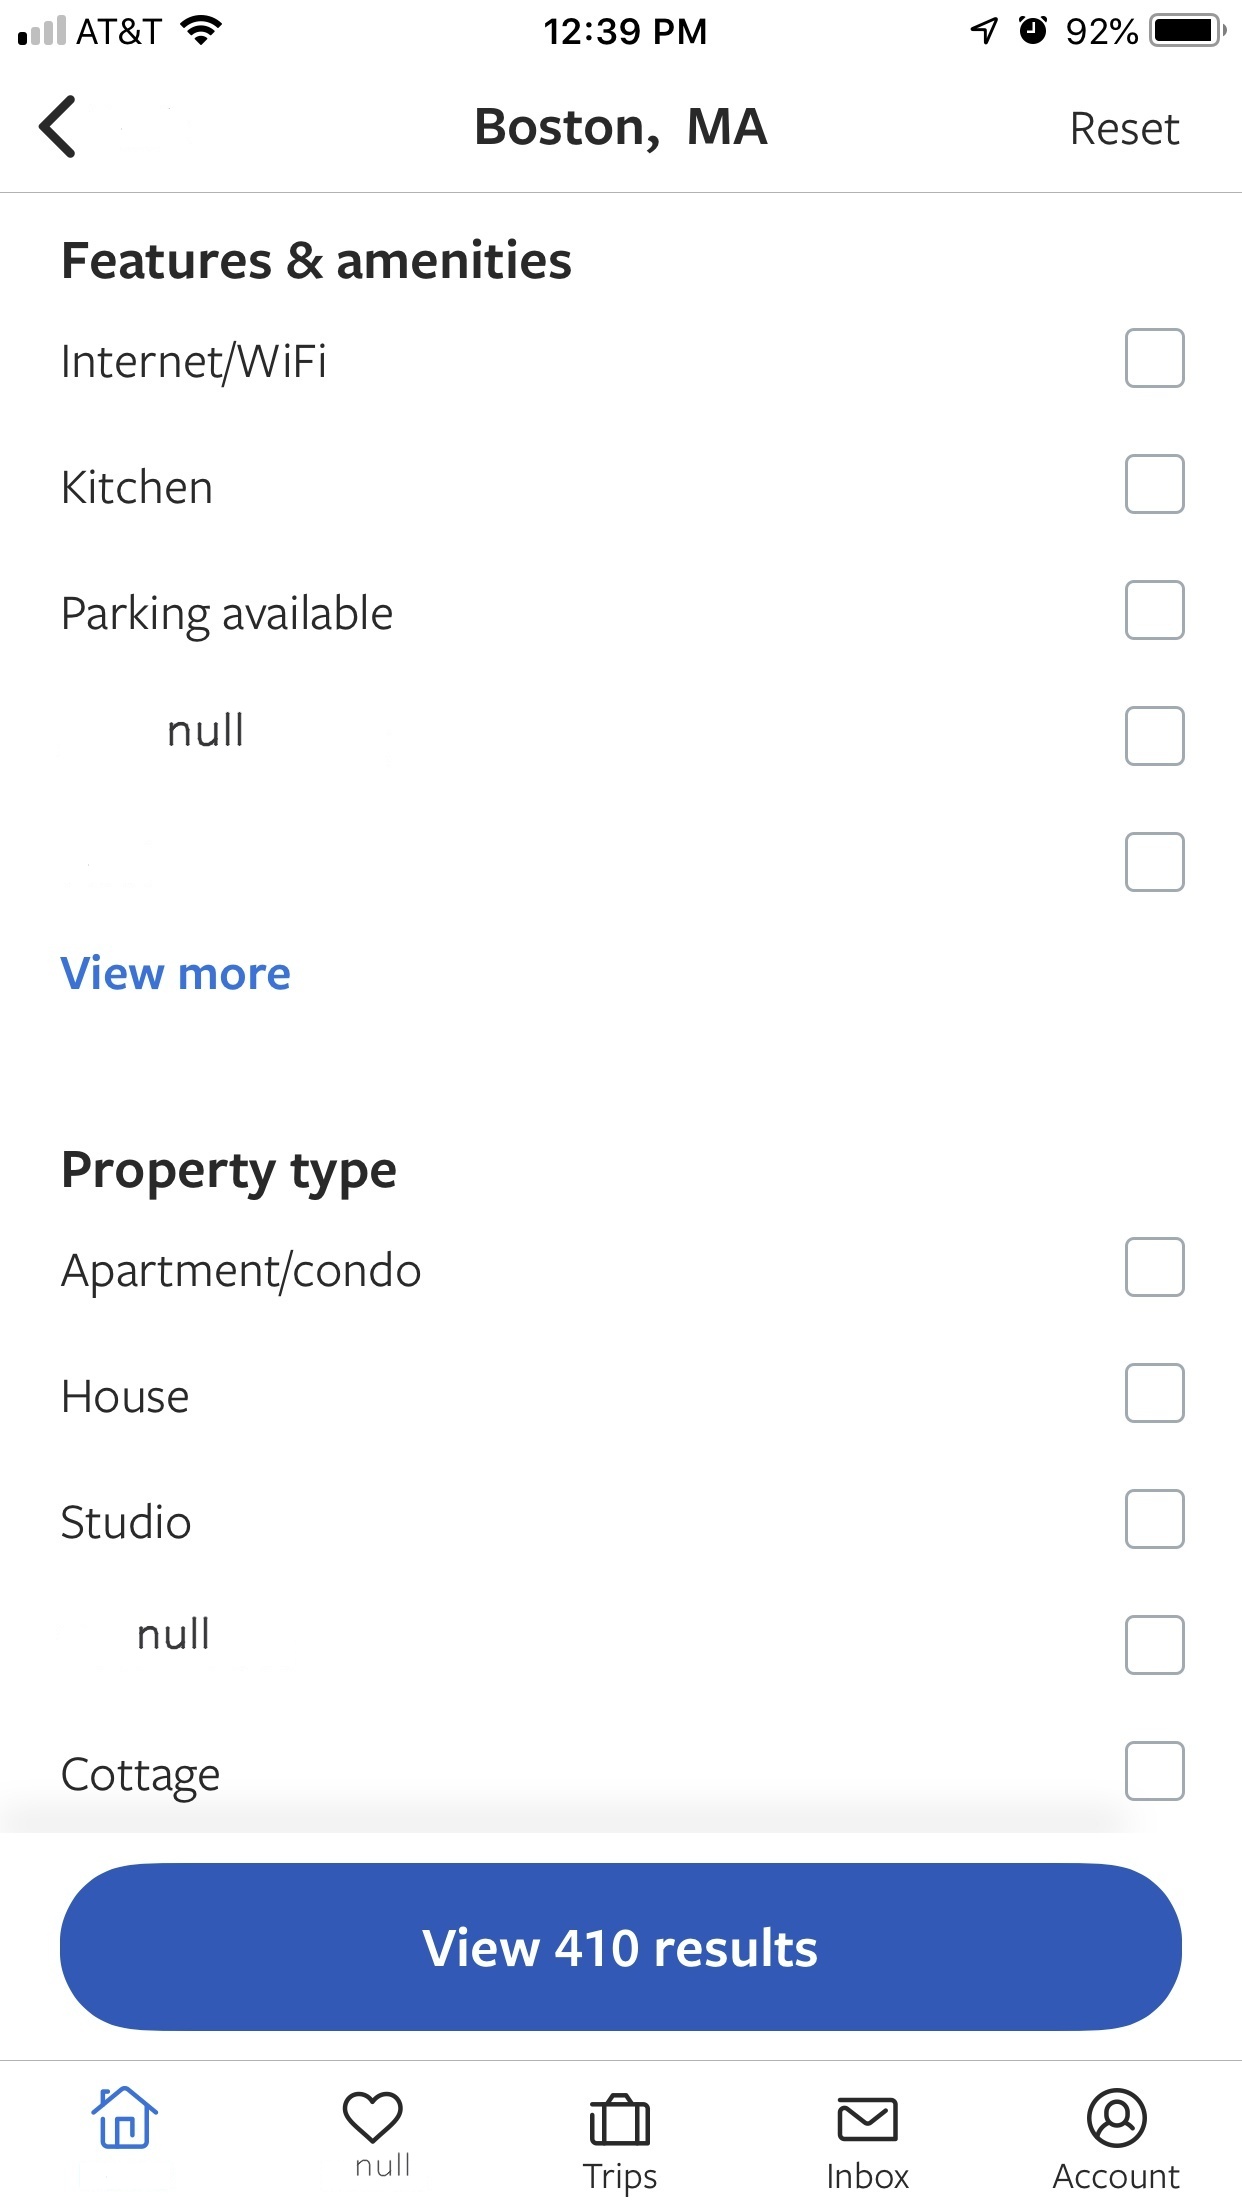 AT&T 12:39 PM 92%
Boston, MA Reset
Features & amenities
Internet/WiFi
Kitchen
Parking available
null
View more
Property type
Apartment/condo
House
Studio
null
Cottage
View 410 results
null Trips Inbox Account